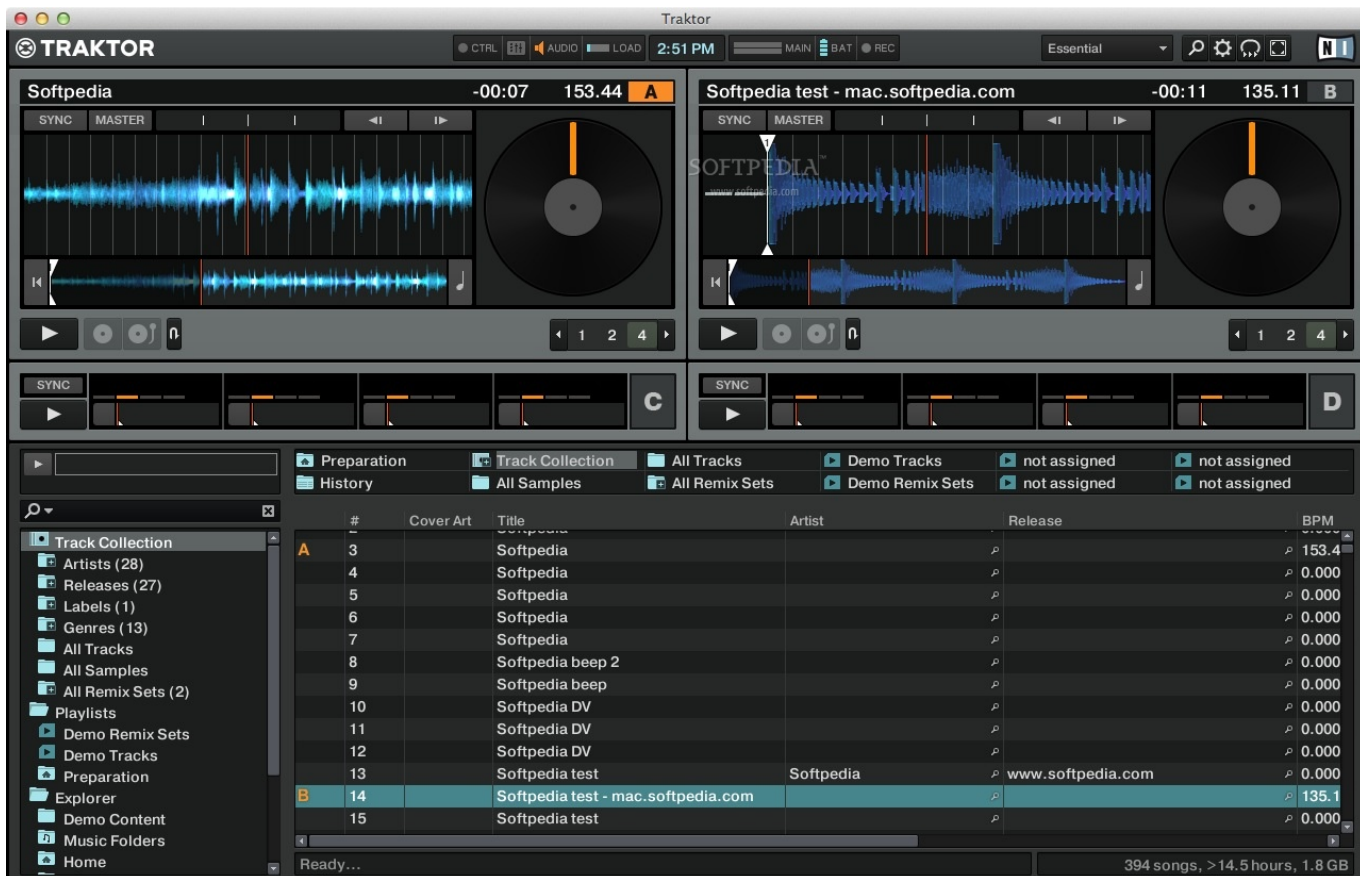 Traktor
TRAKTOR CTRL AUDIO LOAD 2:51 PM MAIN BAT REC Essential N I
Softpedia -00:07 153.44 A
SYNC MASTER
1 2 4
Softpedia test - mac.softpedia.com -00:11 135.11 B
SYNC MASTER
1
SOFTPEDIA™
www.softpedia.com
1 2 4
SYNC
C
SYNC
D
Preparation Track Collection All Tracks Demo Tracks not assigned not assigned
History All Samples All Remix Sets Demo Remix Sets not assigned not assigned
Track Collection
Artists (28)
Releases (27)
Labels (1)
Genres (13)
All Tracks
All Samples
All Remix Sets (2)
Playlists
Demo Remix Sets
Demo Tracks
Preparation
Explorer
Demo Content
Music Folders
Home
# Cover Art Title Artist Release BPM
A 3 Softpedia 153.4
4 Softpedia 0.000
5 Softpedia 0.000
6 Softpedia 0.000
7 Softpedia 0.000
8 Softpedia beep 2 0.000
9 Softpedia beep 0.000
10 Softpedia DV 0.000
11 Softpedia DV 0.000
12 Softpedia DV 0.000
13 Softpedia test Softpedia www.softpedia.com 0.000
B 14 Softpedia test - mac.softpedia.com 135.1
15 Softpedia test 0.000
Ready...
394 songs, >14.5 hours, 1.8 GB